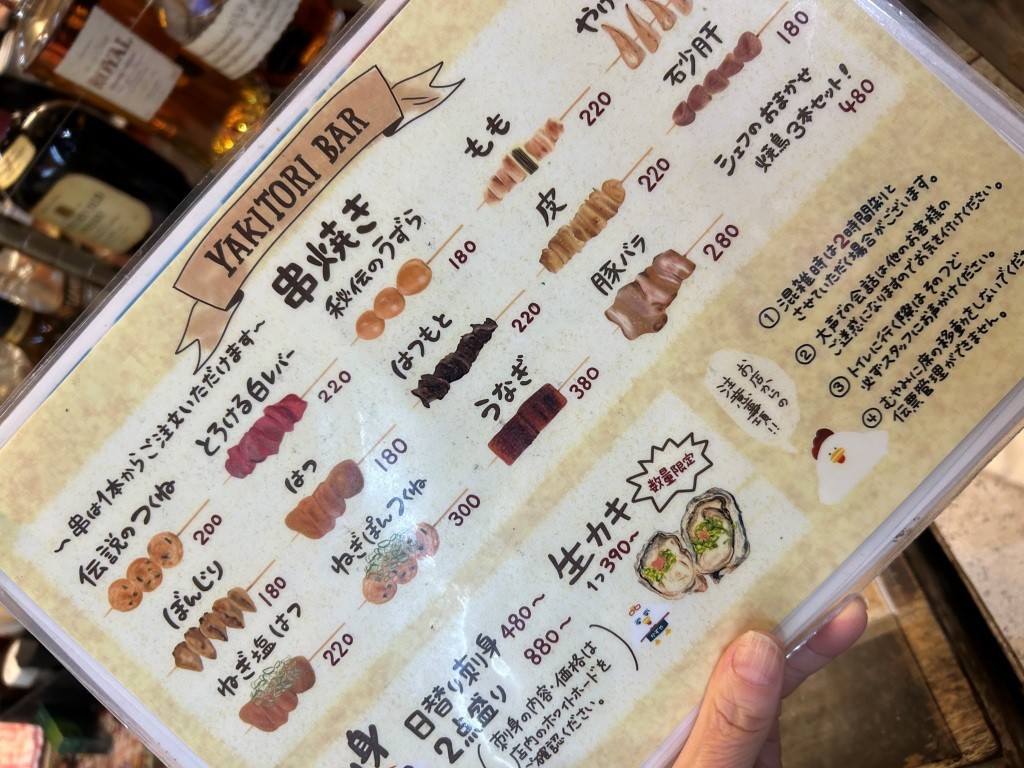 ROYAL
YAKITORI BAR
串焼き
～串は1本からご注文いただけます～
伝説のつくね
200
とろける白レバー
220
秘伝のうずら
180
もも
220
やげ
ぼんじり
180
はつ
180
はつもと
220
皮
220
砂肝
180
ねぎ塩はつ
220
ねぎぽんつくね
300
うなぎ
380
豚バラ
280
シェフのおまかせ
焼鳥3本セット!
480
日替り刺身
480～
2点盛り
880～
(刺身の内容・価格は
店内のホワイトボードを
ご確認ください。)
生カキ
1つ390～
数量限定
お店からの
注意事項!!
①混雑時は2時間制と
させていただく場合がございます。
②大声での会話は他のお客様の
ご迷惑になりますのでお気を付けください。
③トイレに行く際はそのつど
必ずスタッフにお声がけください。
④むやみに席の移動はしないでくだ
伝票管理ができません。